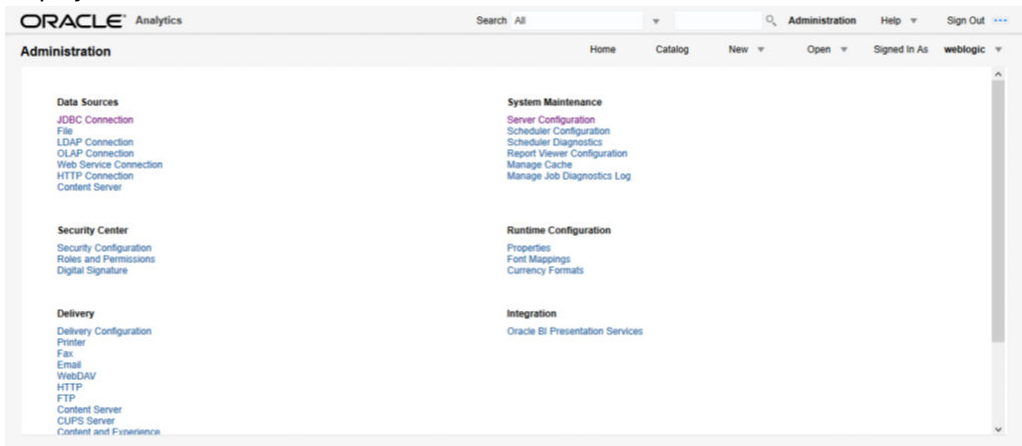 ORACLE Analytics
Search All
Administration Help Sign Out ...
Administration
Home Catalog New Open Signed In As weblogic
Data Sources
JDBC Connection
File
LDAP Connection
OLAP Connection
Web Service Connection
HTTP Connection
Content Server
System Maintenance
Server Configuration
Scheduler Configuration
Scheduler Diagnostics
Report Viewer Configuration
Manage Cache
Manage Job Diagnostics Log
Security Center
Security Configuration
Roles and Permissions
Digital Signature
Runtime Configuration
Properties
Font Mappings
Currency Formats
Delivery
Delivery Configuration
Printer
Fax
Email
WebDAV
HTTP
FTP
Content Server
CUPS Server
Content and Experience
Integration
Oracle BI Presentation Services